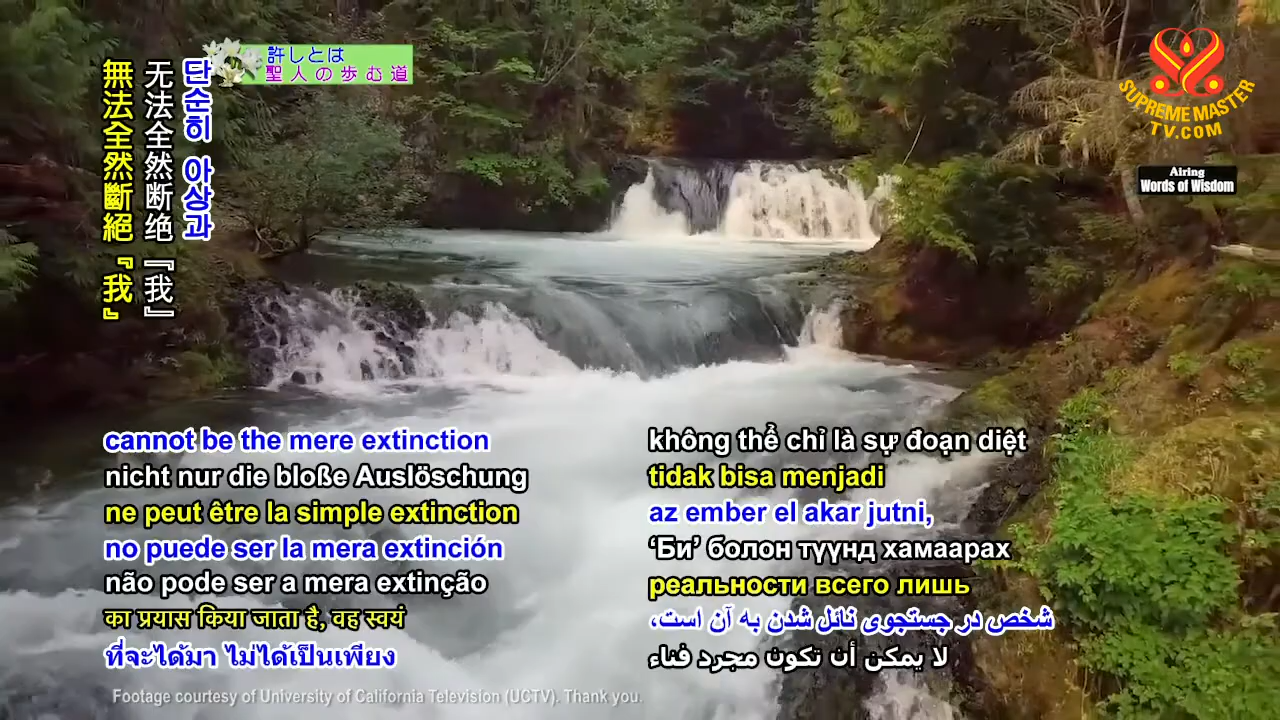 許しとは
聖人の歩む道
단순히 아상과
无法全然断绝『我』
無法全然斷絕『我』
SUPREME MASTER
TV.COM
Airing
Words of Wisdom
cannot be the mere extinction
nicht nur die bloße Auslöschung
ne peut être la simple extinction
no puede ser la mera extinción
não pode ser a mera extinção
का प्रयास किया जाता है, वह स्वयं
ที่จะได้มา ไม่ได้เป็นเพียง
không thể chỉ là sự đoạn diệt
tidak bisa menjadi
az ember el akar jutni,
‘Би’ болон түүнд хамаарах
реальности всего лишь
شخص در جستجوی نائل شدن به آن است،
لا يمكن أن تكون مجرد فناء
Footage courtesy of University of California Television (UCTV). Thank you.